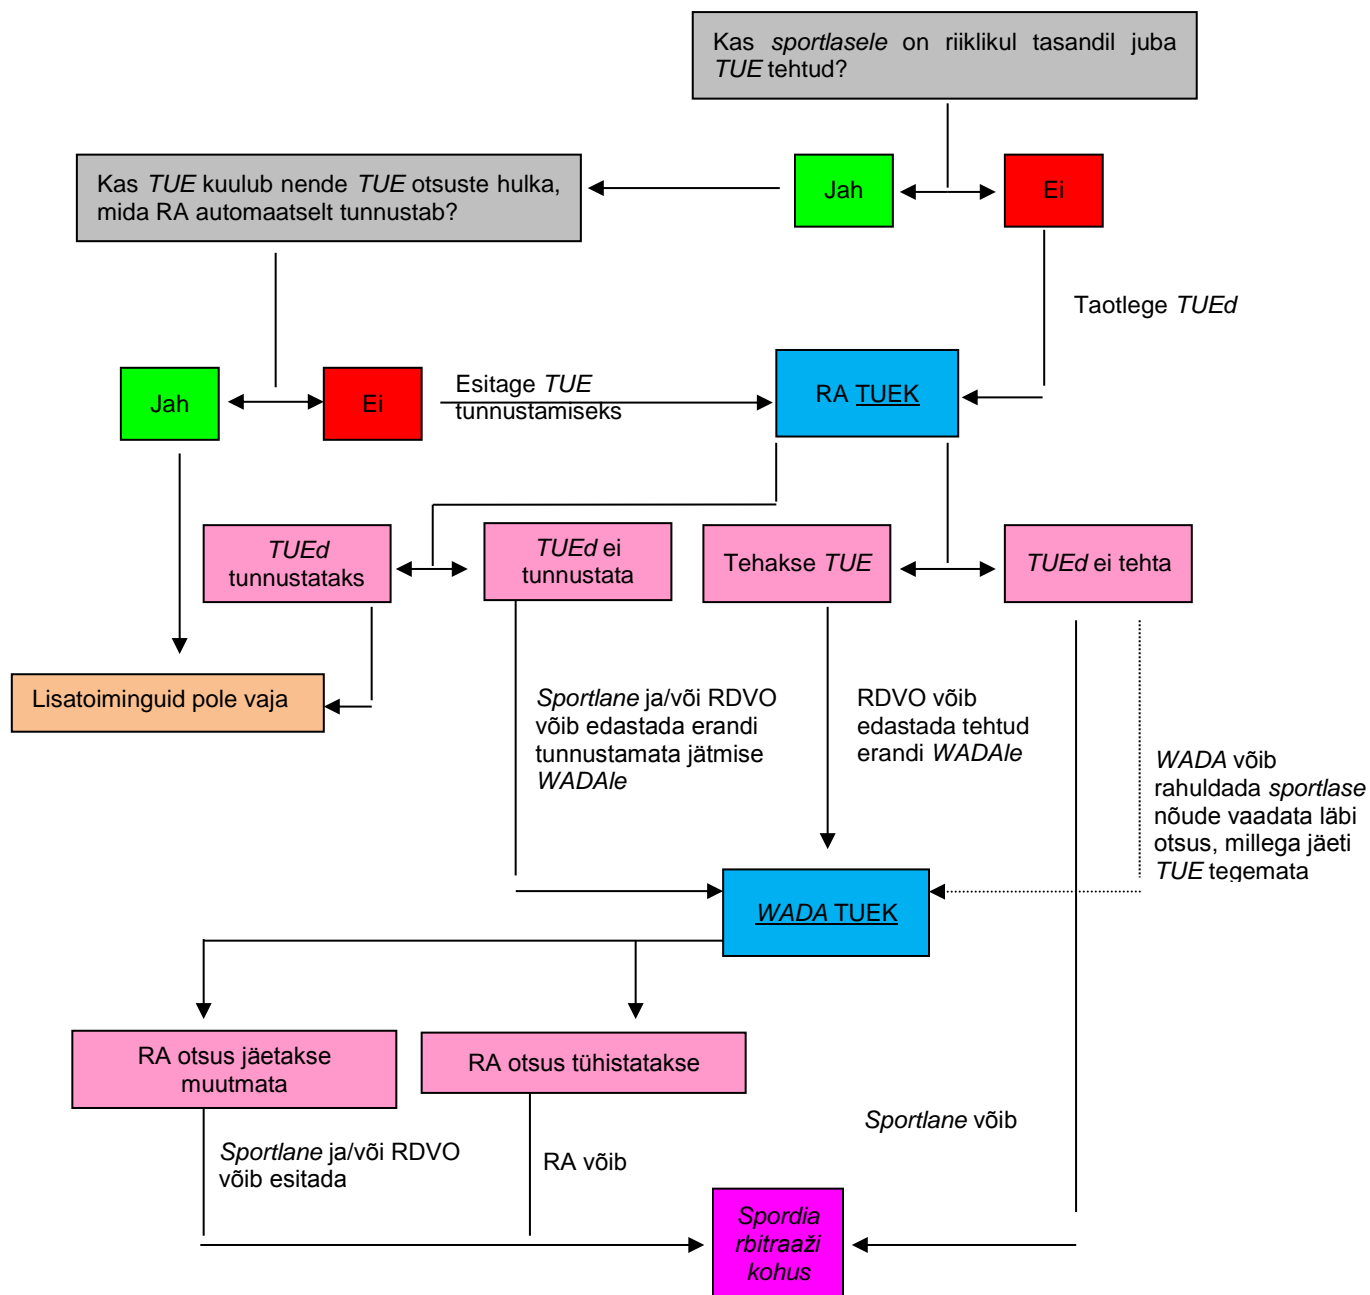 Kas sportlasele on riiklikul tasandil juba
TUE tehtud?
Kas TUE kuulub nende TUE otsuste hulka,
mida RA automaatselt tunnustab?
Jah
Ei
Taotlege TUEd
Jah
Ei
Esitage TUE
tunnustamiseks
RA TUEK
TUEd
tunnustataks
TUEd ei
tunnustata
Tehakse TUE
TUEd ei tehta
Lisatoiminguid pole vaja
Sportlane ja/või RDVO
võib edastada erandi
tunnustamata jätmise
WADAle
RDVO võib
edastada tehtud
erandi WADAle
WADA võib
rahuldada sportlase
nõude vaadata läbi
otsus, millega jäeti
TUE tegemata
WADA TUEK
RA otsus jäetakse
muutmata
RA otsus tühistatakse
Sportlane ja/või RDVO
võib esitada
RA võib
Sportlane võib
Spordia
rbitraaži
kohus